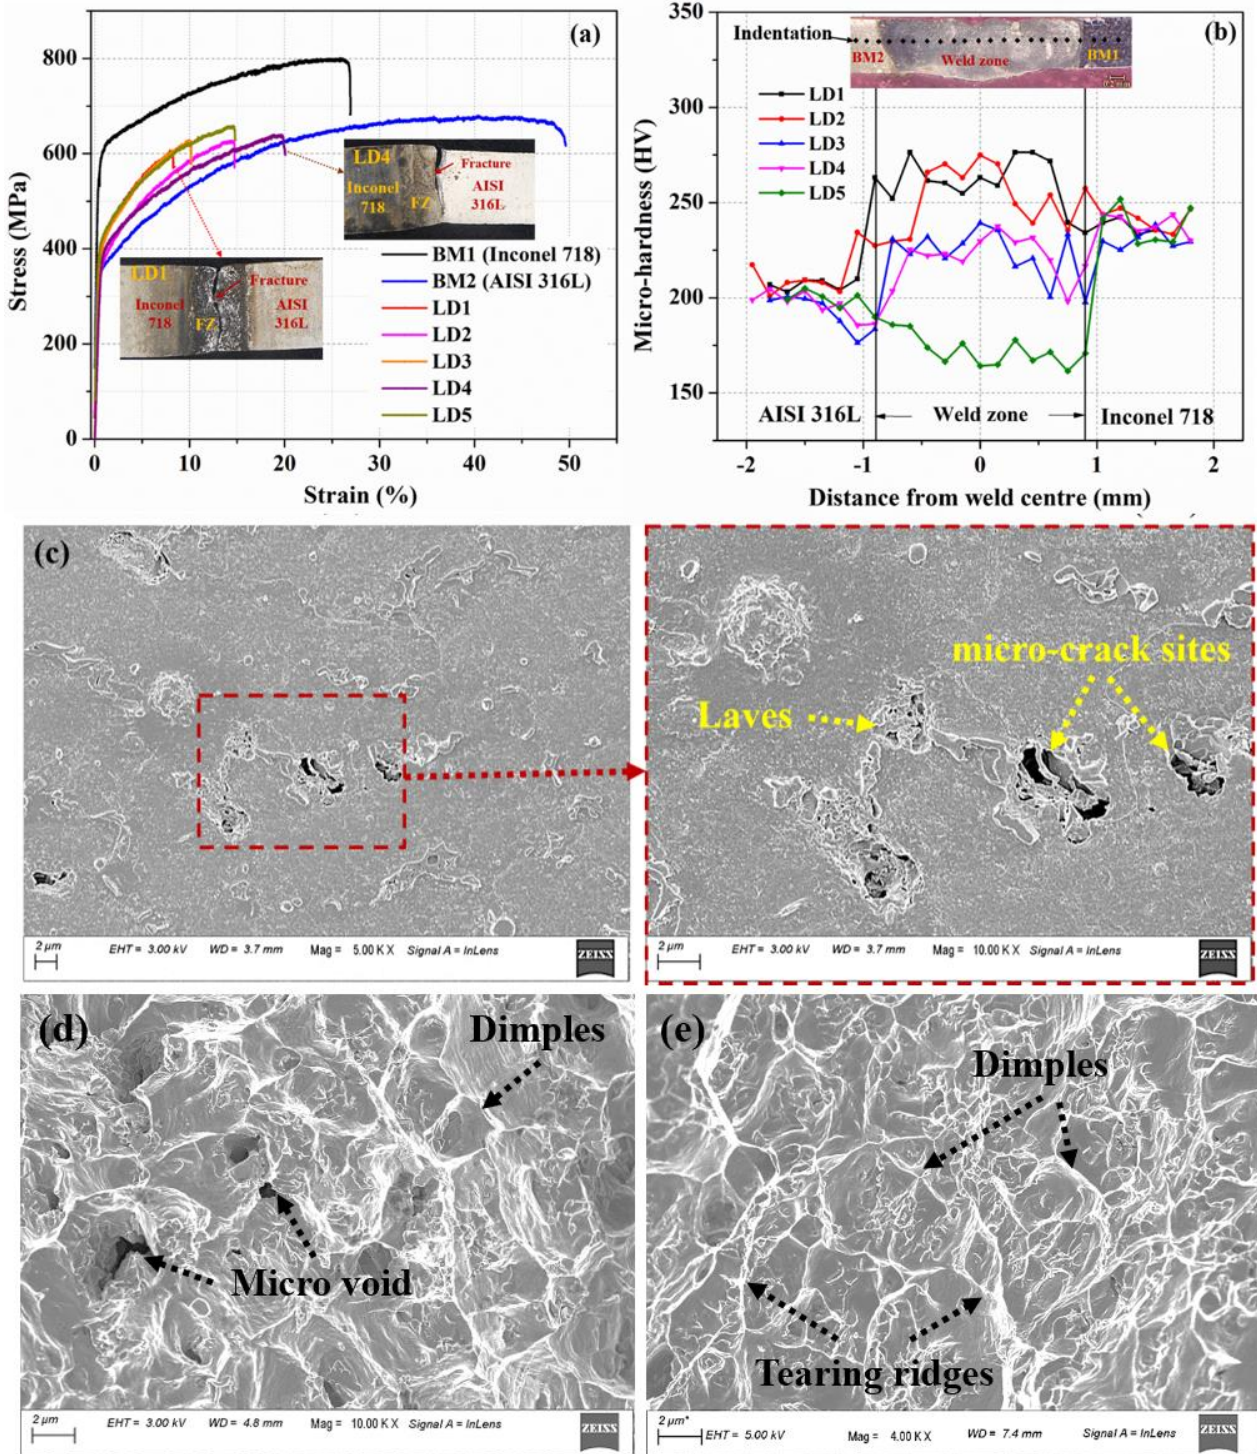 (a)
800
600
400
200
0
Stress (MPa)
0
10
20
30
40
50
Strain (%)
LD4
Inconel
718
FZ
Fracture
AISI
316L
LD1
Inconel
718
FZ
Fracture
AISI
316L
BM1 (Inconel 718)
BM2 (AISI 316L)
LD1
LD2
LD3
LD4
LD5
(b)
350
300
250
200
150
Micro-hardness (HV)
Indentation
BM2
Weld zone
BM1
LD1
LD2
LD3
LD4
LD5
AISI 316L
Weld zone
Inconel 718
-2
-1
0
1
2
Distance from weld centre (mm)
(c)
2 µm
EHT = 3.00 kV WD = 3.7 mm Mag = 5.00 K X Signal A = InLens
ZEISS
micro-crack sites
Laves
2 µm
EHT = 3.00 kV WD = 3.7 mm Mag = 10.00 K X Signal A = InLens
ZEISS
(d)
Dimples
Micro void
2 µm
EHT = 3.00 kV WD = 4.8 mm Mag = 10.00 K X Signal A = InLens
ZEISS
(e)
Dimples
Tearing ridges
2 µm*
EHT = 5.00 kV Mag = 4.00 K X WD = 7.4 mm Signal A = InLens
ZEISS